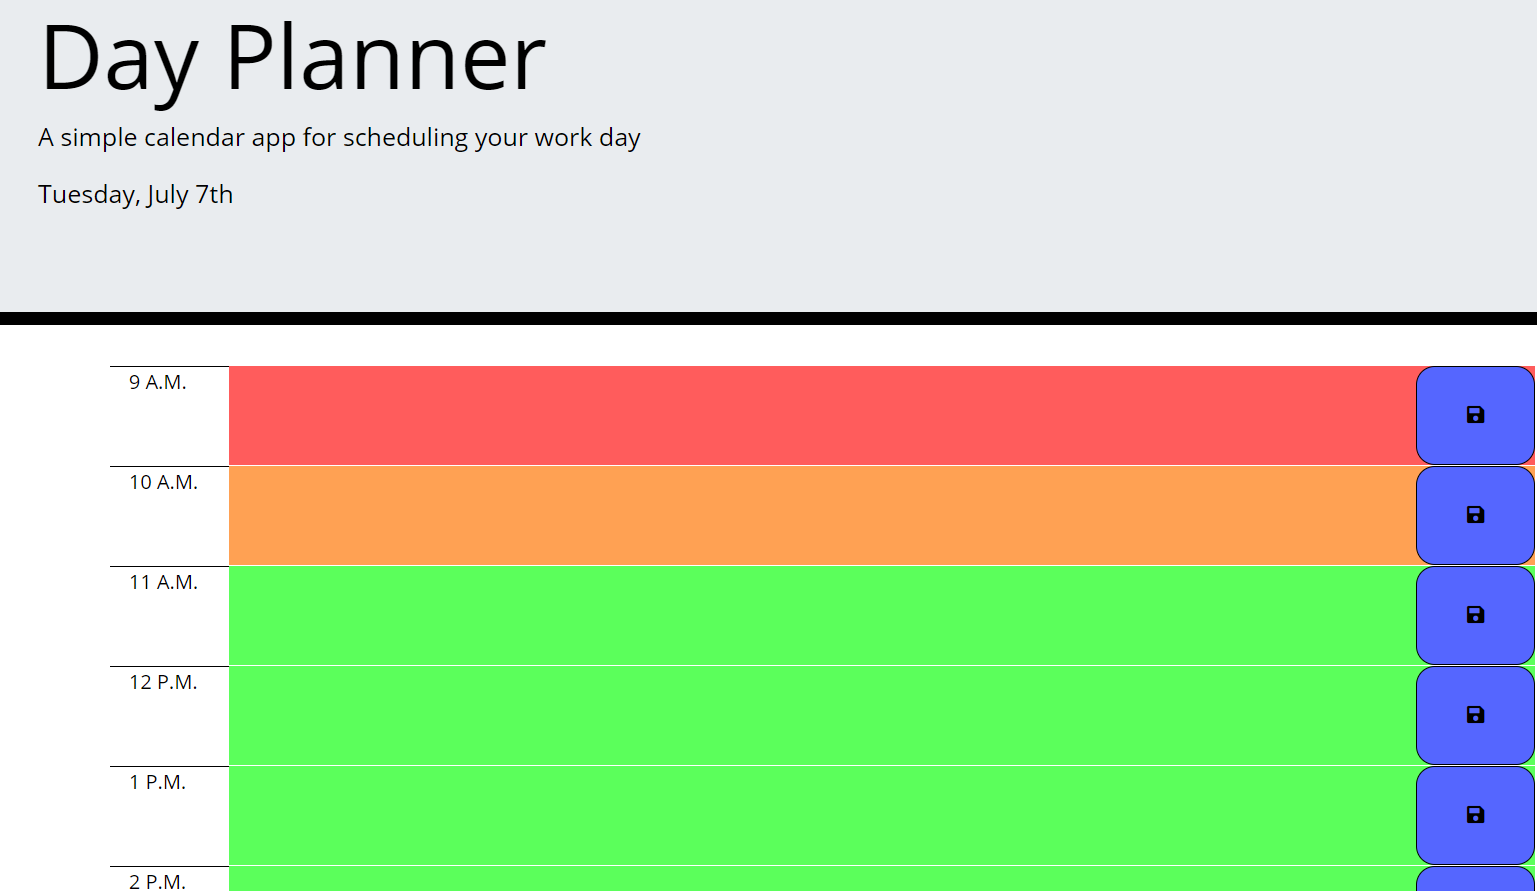 Day Planner
A simple calendar app for scheduling your work day
Tuesday, July 7th
9 A.M.
10 A.M.
11 A.M.
12 P.M.
1 P.M.
2 P.M.